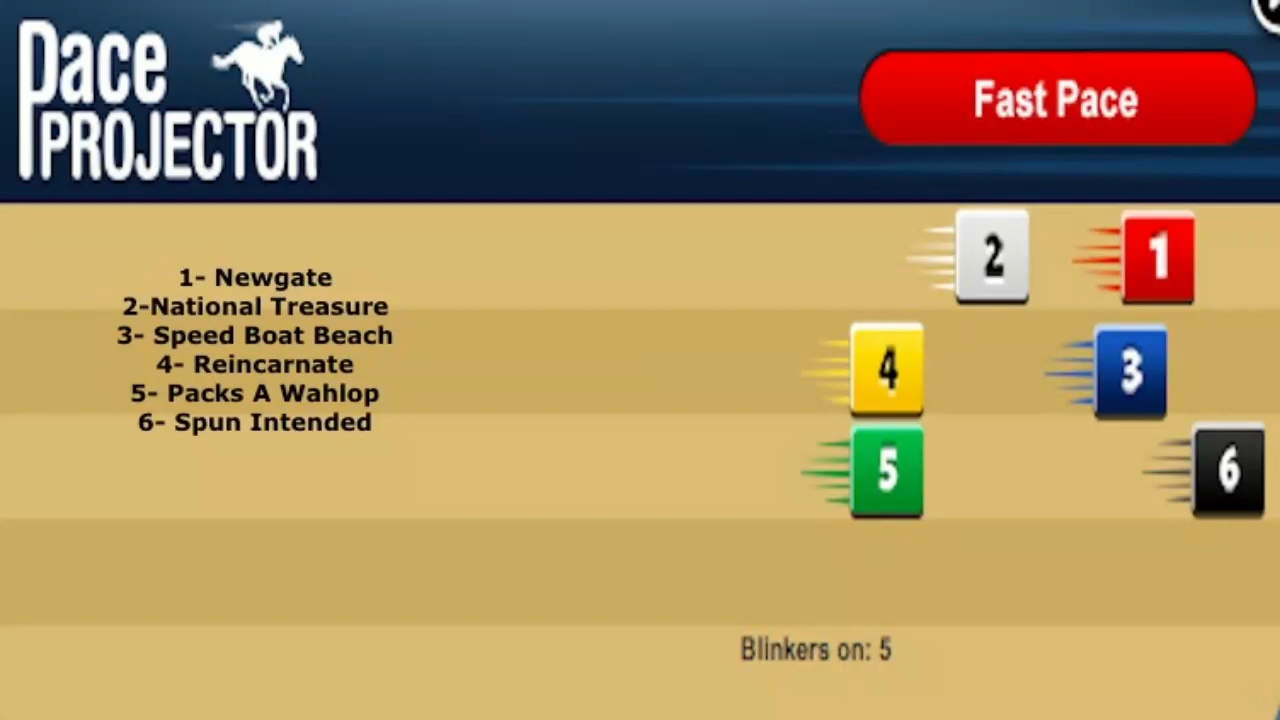 Pace
PROJECTOR
Fast Pace
2
1
1- Newgate
2-National Treasure
3- Speed Boat Beach
4- Reincarnate
5- Packs A Wahlop
6- Spun Intended
4
3
5
6
Blinkers on: 5